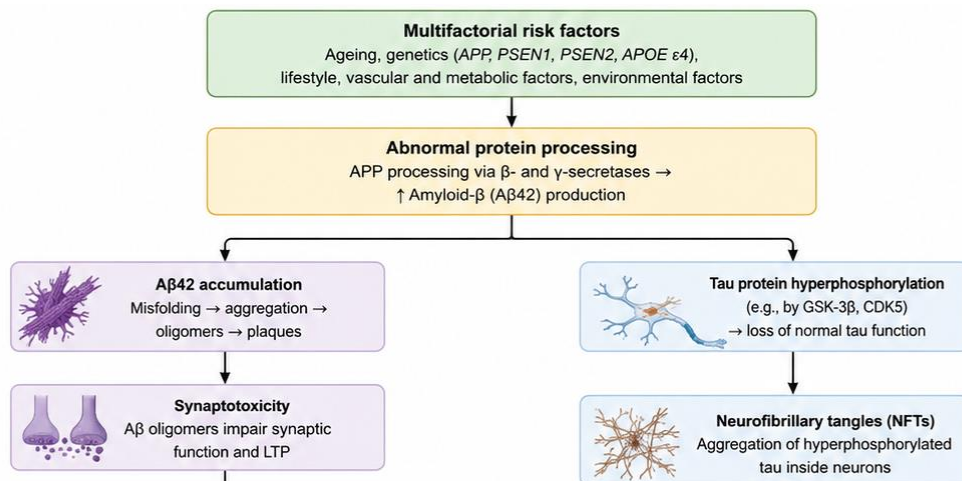 Multifactorial risk factors
Ageing, genetics (APP, PSEN1, PSEN2, APOE ε4),
lifestyle, vascular and metabolic factors, environmental factors
Abnormal protein processing
APP processing via β- and γ-secretases →
↑ Amyloid-β (Aβ42) production
Aβ42 accumulation
Misfolding → aggregation →
oligomers → plaques
Tau protein hyperphosphorylation
(e.g., by GSK-3β, CDK5)
→ loss of normal tau function
Synaptotoxicity
Aβ oligomers impair synaptic
function and LTP
Neurofibrillary tangles (NFTs)
Aggregation of hyperphosphorylated
tau inside neurons